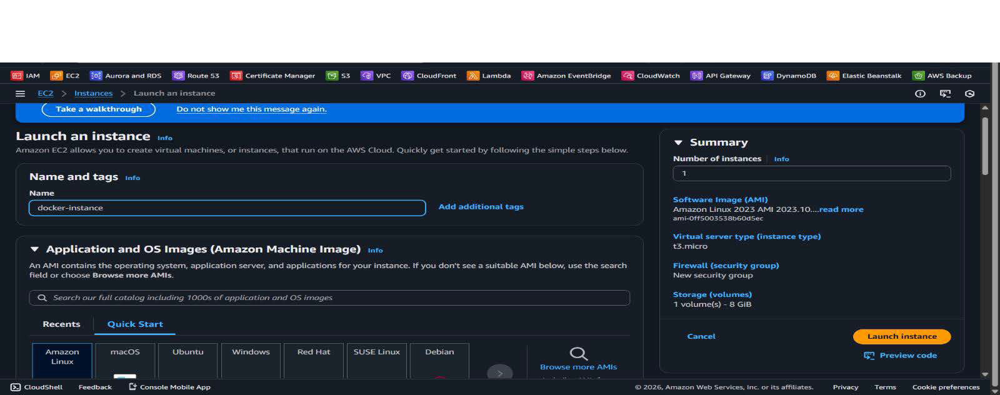 IAM EC2 Aurora and RDS Route 53 Certificate Manager S3 VPC CloudFront Lambda Amazon EventBridge CloudWatch API Gateway DynamoDB Elastic Beanstalk AWS Backup
EC2 > Instances > Launch an instance
Take a walkthrough Do not show me this message again.
Launch an instance Info
Amazon EC2 allows you to create virtual machines, or instances, that run on the AWS Cloud. Quickly get started by following the simple steps below.
Name and tags Info
Name
docker-instance Add additional tags
Application and OS Images (Amazon Machine Image) Info
An AMI contains the operating system, application server, and applications for your instance. If you don't see a suitable AMI below, use the search
field or choose Browse more AMIs.
Search our full catalog including 1000s of application and OS images
Recents Quick Start
Amazon
Linux
macOS
Ubuntu
Windows
Red Hat
SUSE Linux
Debian
Browse more AMIs
Summary
Number of instances Info
1
Software Image (AMI)
Amazon Linux 2023 AMI 2023.10....read more
ami-0ff5003538b60d5ec
Virtual server type (instance type)
t3.micro
Firewall (security group)
New security group
Storage (volumes)
1 volume(s) - 8 GiB
Cancel Launch instance
Preview code
CloudShell Feedback Console Mobile App © 2026, Amazon Web Services, Inc. or its affiliates. Privacy Terms Cookie preferences